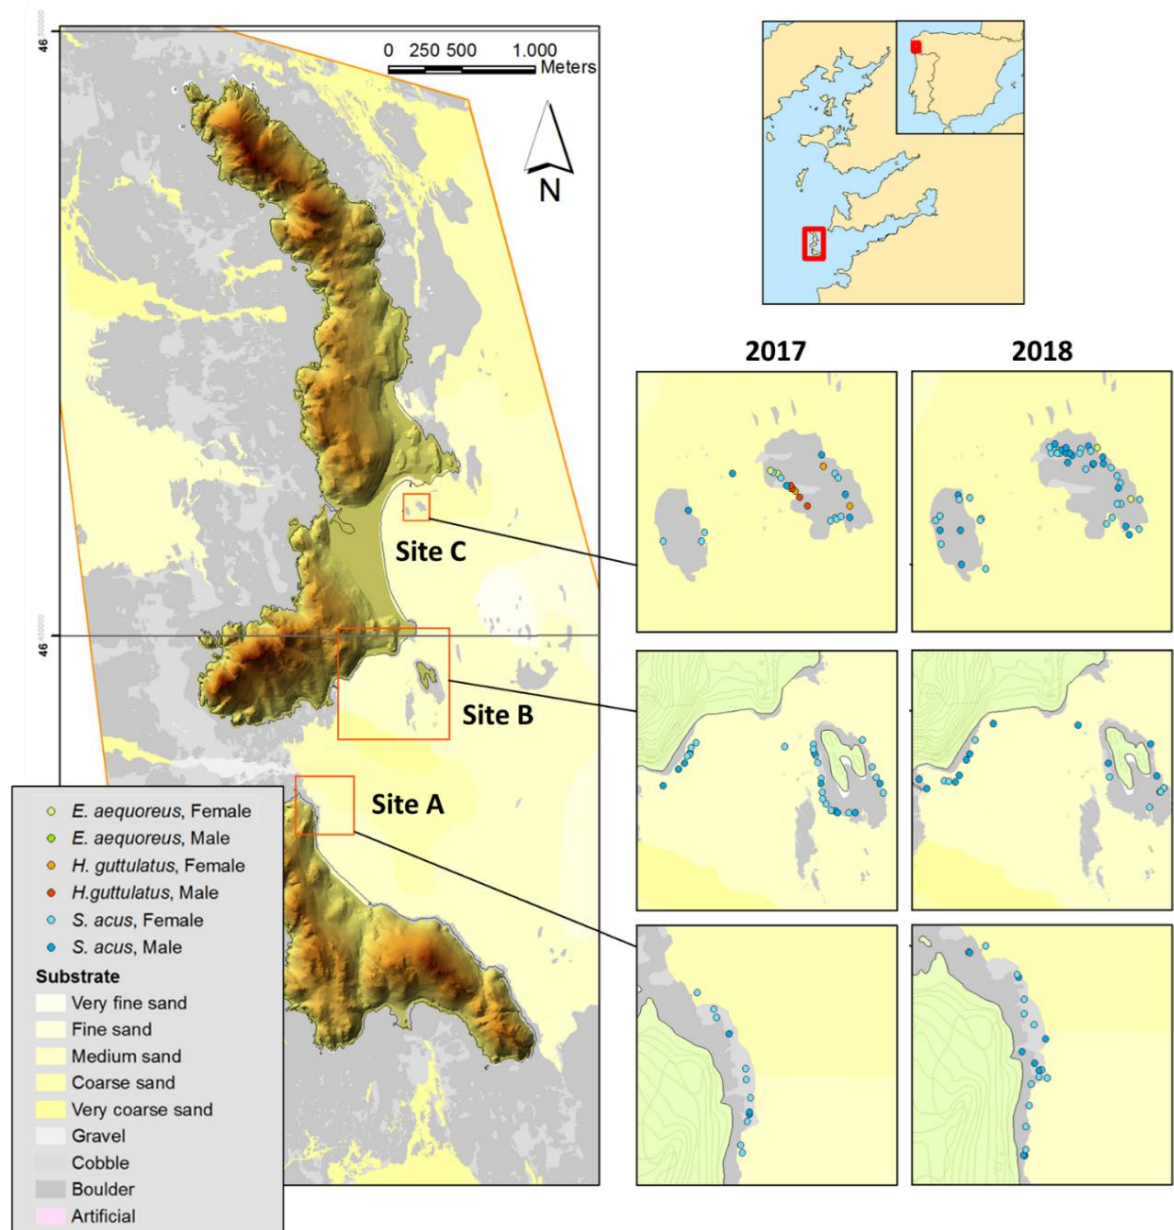 0 250 500 1.000
Meters
N
2017
2018
Site C
Site B
Site A
E. aequoreus, Female
E. aequoreus, Male
H. guttulatus, Female
H.guttulatus, Male
S. acus, Female
S. acus, Male
Substrate
Very fine sand
Fine sand
Medium sand
Coarse sand
Very coarse sand
Gravel
Cobble
Boulder
Artificial